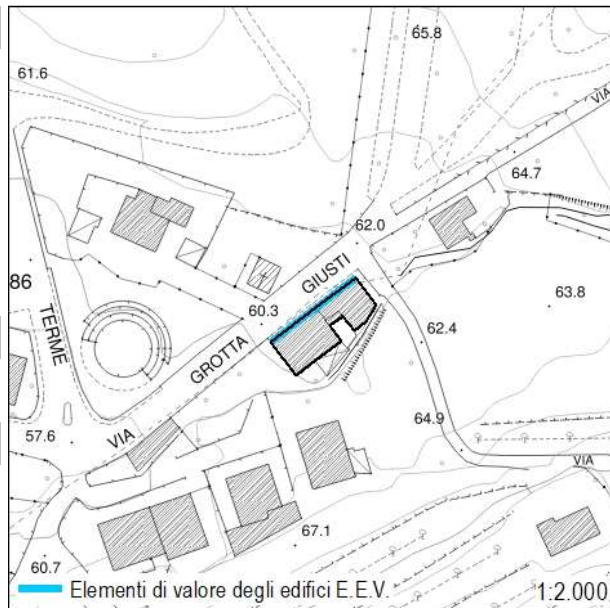 65.8
61.6
VIA
64.7
62.0
86
GIUSTI
63.8
60.3
TERME
62.4
GROTTA
64.9
57.6
VIA
VIA
67.1
60.7
Elementi di valore degli edifici E.E.V. 1:2.000